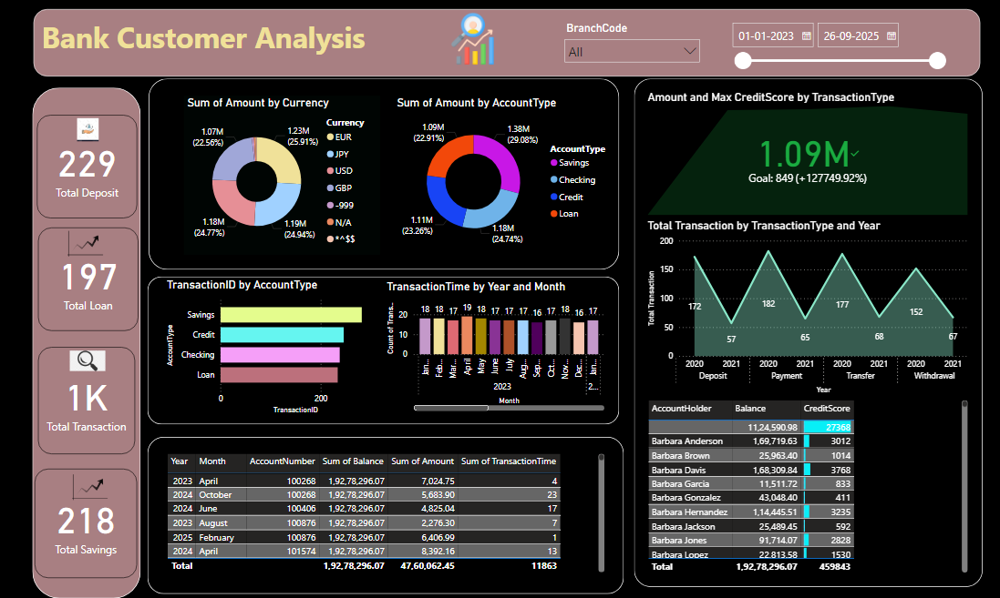 Bank Customer Analysis
BranchCode
All
01-01-2023
26-09-2025
229
Total Deposit
197
Total Loan
1K
Total Transaction
218
Total Savings
Sum of Amount by Currency
1.07M
(22.56%)
1.23M
(25.91%)
1.18M
(24.77%)
1.19M
(24.94%)
Currency
EUR
JPY
USD
GBP
-999
N/A
*^$$
Sum of Amount by AccountType
1.09M
(22.91%)
1.38M
(29.08%)
1.11M
(23.26%)
1.18M
(24.74%)
AccountType
Savings
Checking
Credit
Loan
TransactionID by AccountType
AccountType
Savings
Credit
Checking
Loan
0 200
TransactionID
TransactionTime by Year and Month
Count of Trans...
20
10
0
18 18 17 19 18 17 17 17 16 17 18 16 17
Jan... Feb... Mar... April May June July Aug... Sep... Oct... Nov... Dec... Jan...
2023 2...
Month
Year Month AccountNumber Sum of Balance Sum of Amount Sum of TransactionTime
2023 April 100268 1,92,78,296.07 7,024.75 4
2024 October 100268 1,92,78,296.07 5,683.90 23
2024 June 100406 1,92,78,296.07 4,825.04 17
2023 August 100876 1,92,78,296.07 2,276.30 7
2025 February 100876 1,92,78,296.07 6,406.99 1
2024 April 101574 1,92,78,296.07 8,392.16 13
Total 1,92,78,296.07 47,60,062.45 11863
Amount and Max CreditScore by TransactionType
1.09M✓
Goal: 849 (+127749.92%)
Total Transaction by TransactionType and Year
Total Transaction
200
150
100
50
0
172 57 182 65 177 68 152 67
2020 2021 2020 2021 2020 2021 2020 2021
Deposit Payment Transfer Withdrawal
Year
AccountHolder Balance CreditScore
11,24,590.98 27368
Barbara Anderson 1,69,719.63 3012
Barbara Brown 25,963.40 1014
Barbara Davis 1,68,309.84 3768
Barbara Garcia 11,511.72 833
Barbara Gonzalez 43,048.40 411
Barbara Hernandez 1,14,445.51 3235
Barbara Jackson 25,489.45 592
Barbara Jones 91,714.07 2828
Barbara Lopez 22,813.58 1530
Total 1,92,78,296.07 459843